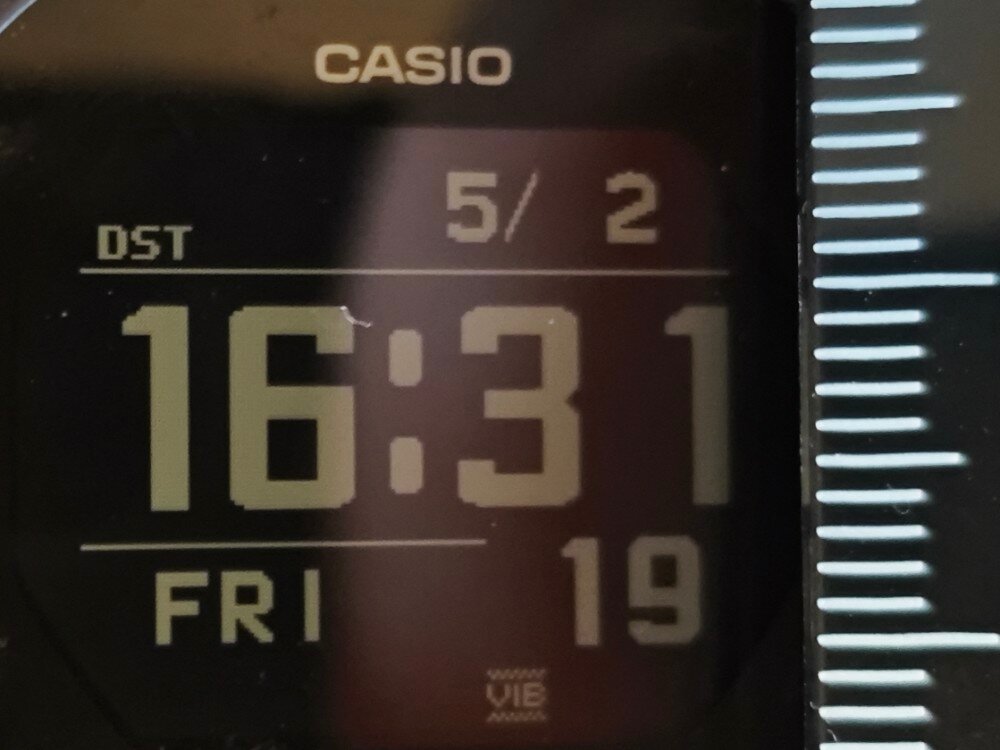 CASIO
DST 5/ 2
16:31
FRI 19
VIB